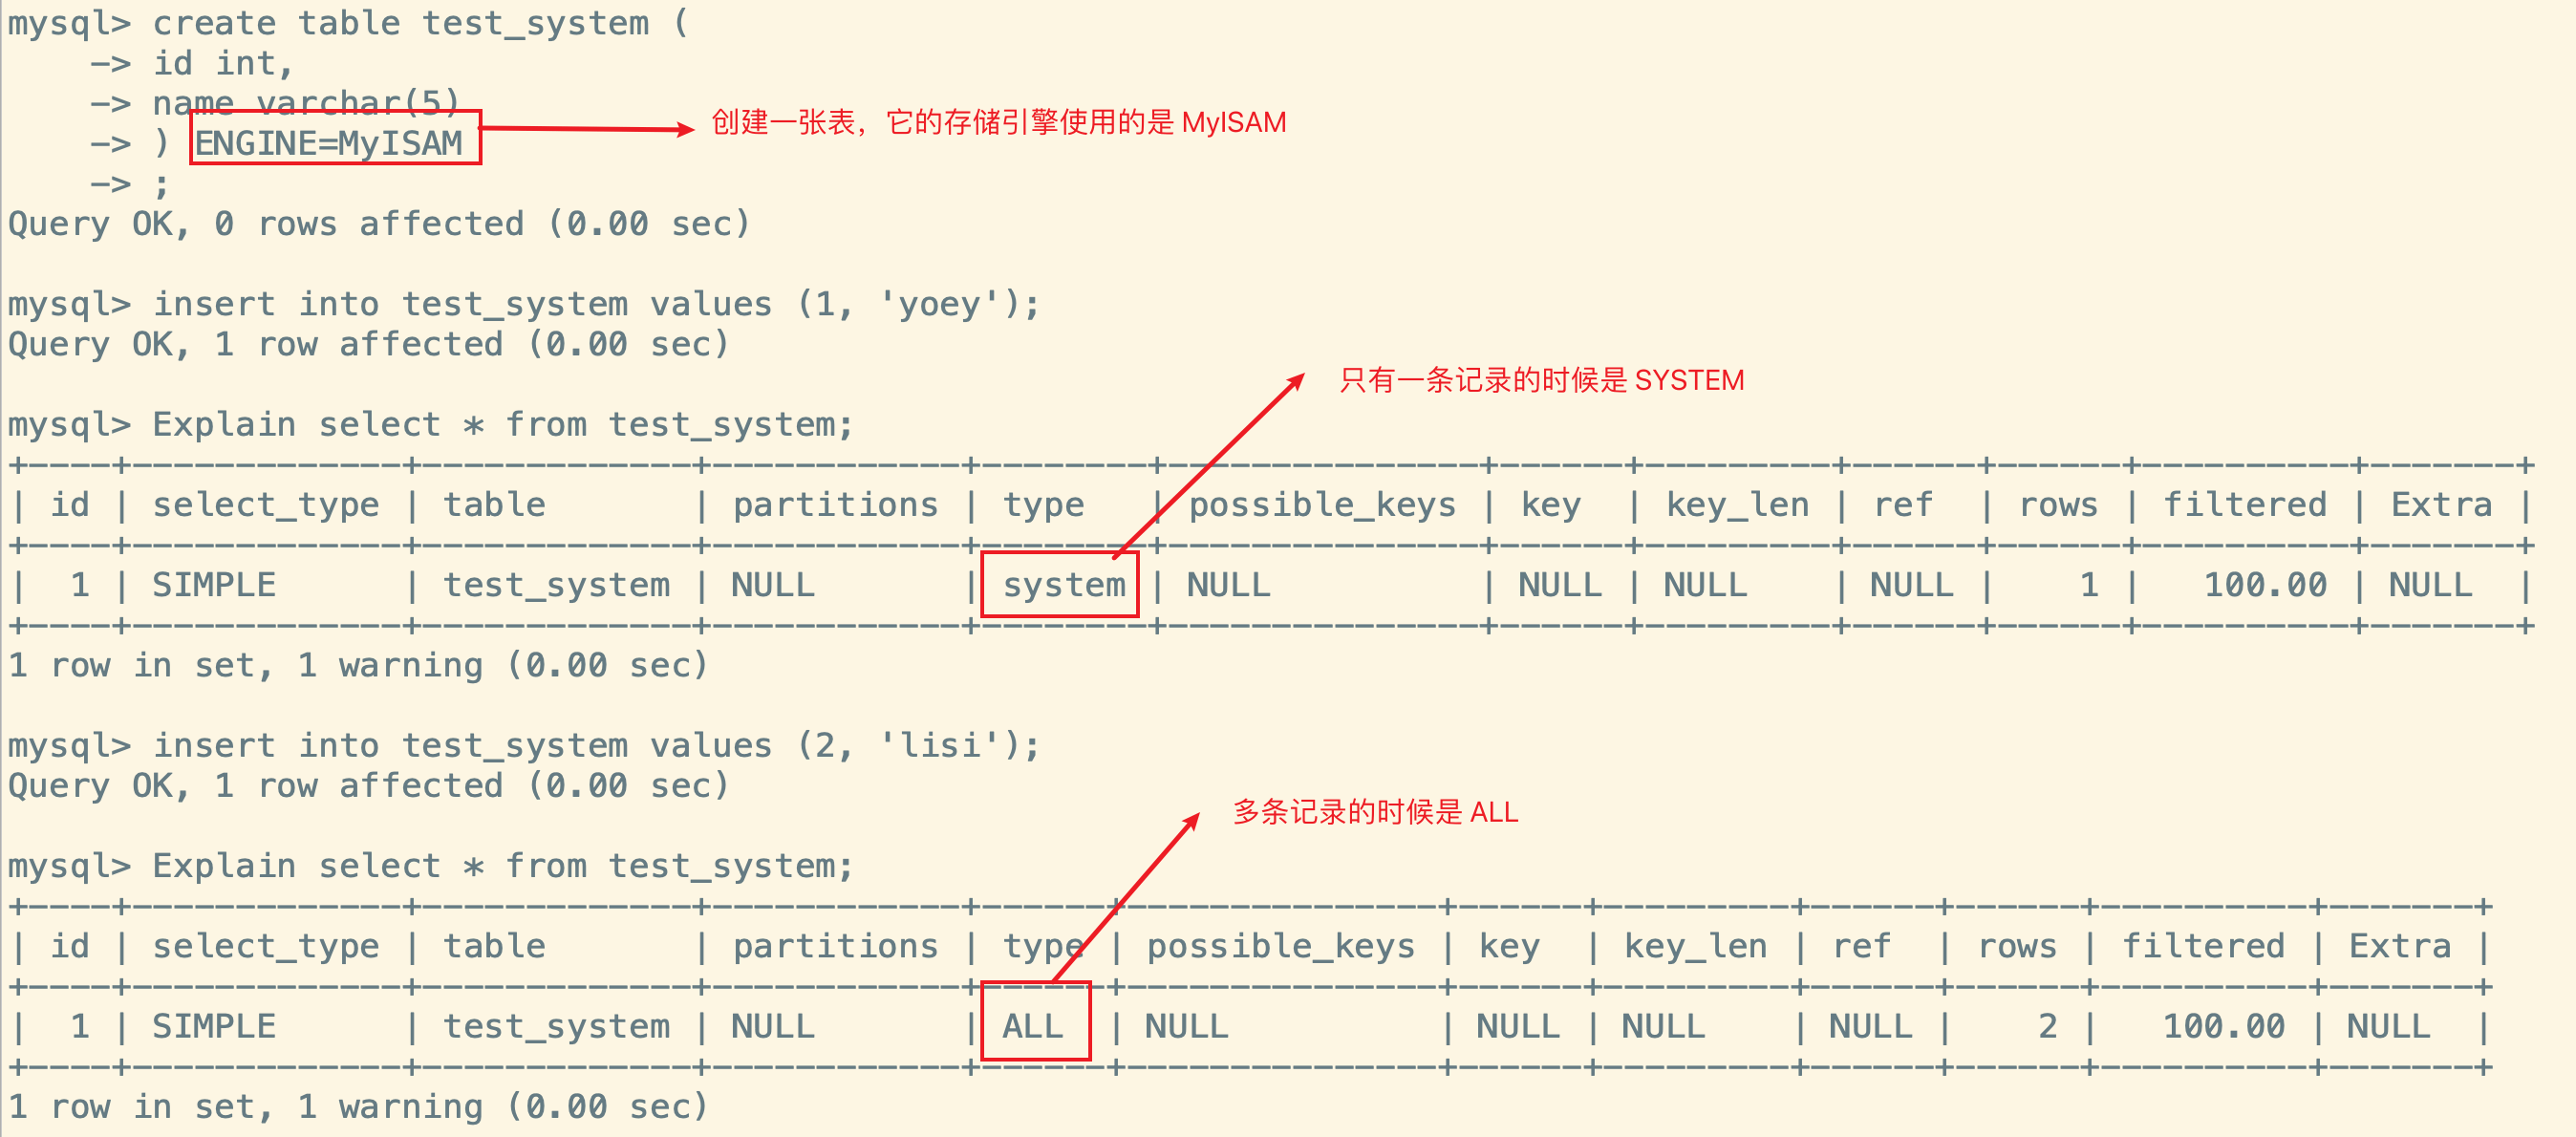 mysql> create table test_system (
    -> id int,
    -> name varchar(5)
    -> ) ENGINE=MyISAM
创建一张表，它的存储引擎使用的是 MyISAM
    -> ;
Query OK, 0 rows affected (0.00 sec)
mysql> insert into test_system values (1, 'yoey');
Query OK, 1 row affected (0.00 sec)
只有一条记录的时候是 SYSTEM
mysql> Explain select * from test_system;
+----+-------------+-------------+------------+--------+---------------+------+---------+------+------+----------+-------+
| id | select_type | table       | partitions | type   | possible_keys | key  | key_len | ref  | rows | filtered | Extra |
+----+-------------+-------------+------------+--------+---------------+------+---------+------+------+----------+-------+
|  1 | SIMPLE      | test_system | NULL       | system | NULL          | NULL | NULL    | NULL |    1 |   100.00 | NULL  |
+----+-------------+-------------+------------+--------+---------------+------+---------+------+------+----------+-------+
1 row in set, 1 warning (0.00 sec)
mysql> insert into test_system values (2, 'lisi');
Query OK, 1 row affected (0.00 sec)
多条记录的时候是 ALL
mysql> Explain select * from test_system;
+----+-------------+-------------+------------+------+---------------+------+---------+------+------+----------+-------+
| id | select_type | table       | partitions | type | possible_keys | key  | key_len | ref  | rows | filtered | Extra |
+----+-------------+-------------+------------+------+---------------+------+---------+------+------+----------+-------+
|  1 | SIMPLE      | test_system | NULL       | ALL  | NULL          | NULL | NULL    | NULL |    2 |   100.00 | NULL  |
+----+-------------+-------------+------------+------+---------------+------+---------+------+------+----------+-------+
1 row in set, 1 warning (0.00 sec)